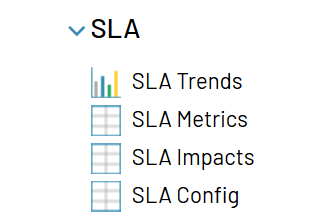 SLA
SLA Trends
SLA Metrics
SLA Impacts
SLA Config